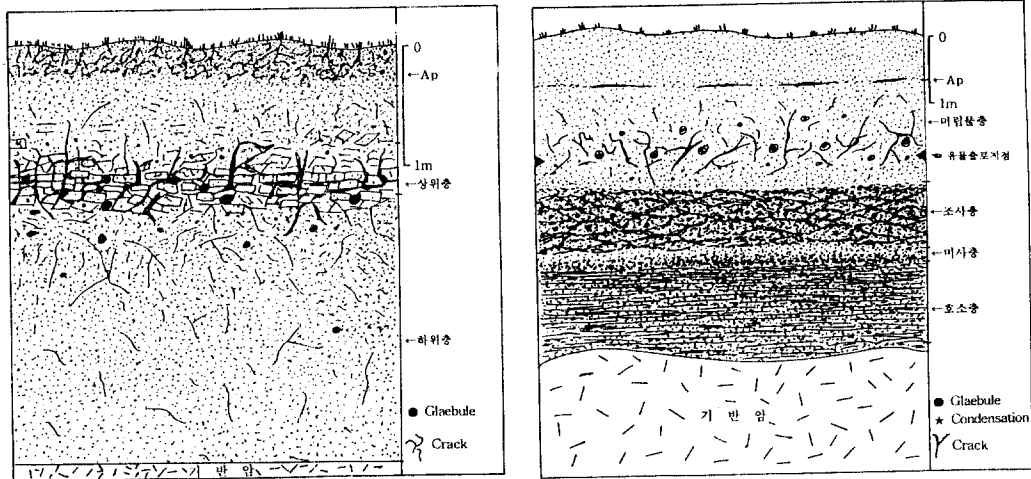 0
←Ap
1m
←상위층
←하위층
● Glaebule
Crack
반 암
0
←Ap
1m
←미립물층
유물출토지점
←조사층
←미사층
←호소층
기 반 암
● Glaebule
★ Condensation
Crack